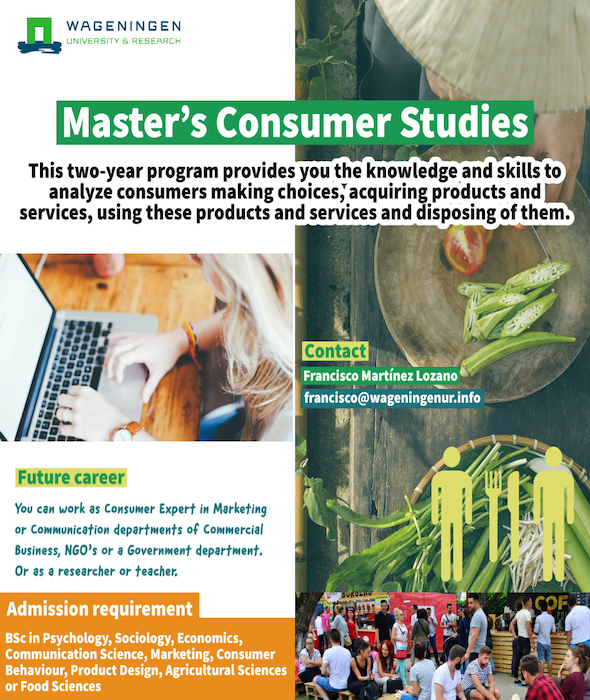 WAGENINGEN
UNIVERSITY & RESEARCH
Master's Consumer Studies
This two-year program provides you the knowledge and skills to
analyze consumers making choices, acquiring products and
services, using these products and services and disposing of them.
Contact
Francisco Martínez Lozano
francisco@wageningenur.info
Future career
You can work as Consumer Expert in Marketing
or Communication departments of Commercial
Business, NGO's or a Government department.
Or as a researcher or teacher.
Admission requirement
BSc in Psychology, Sociology, Economics,
Communication Science, Marketing, Consumer
Behaviour, Product Design, Agricultural Sciences
or Food Sciences